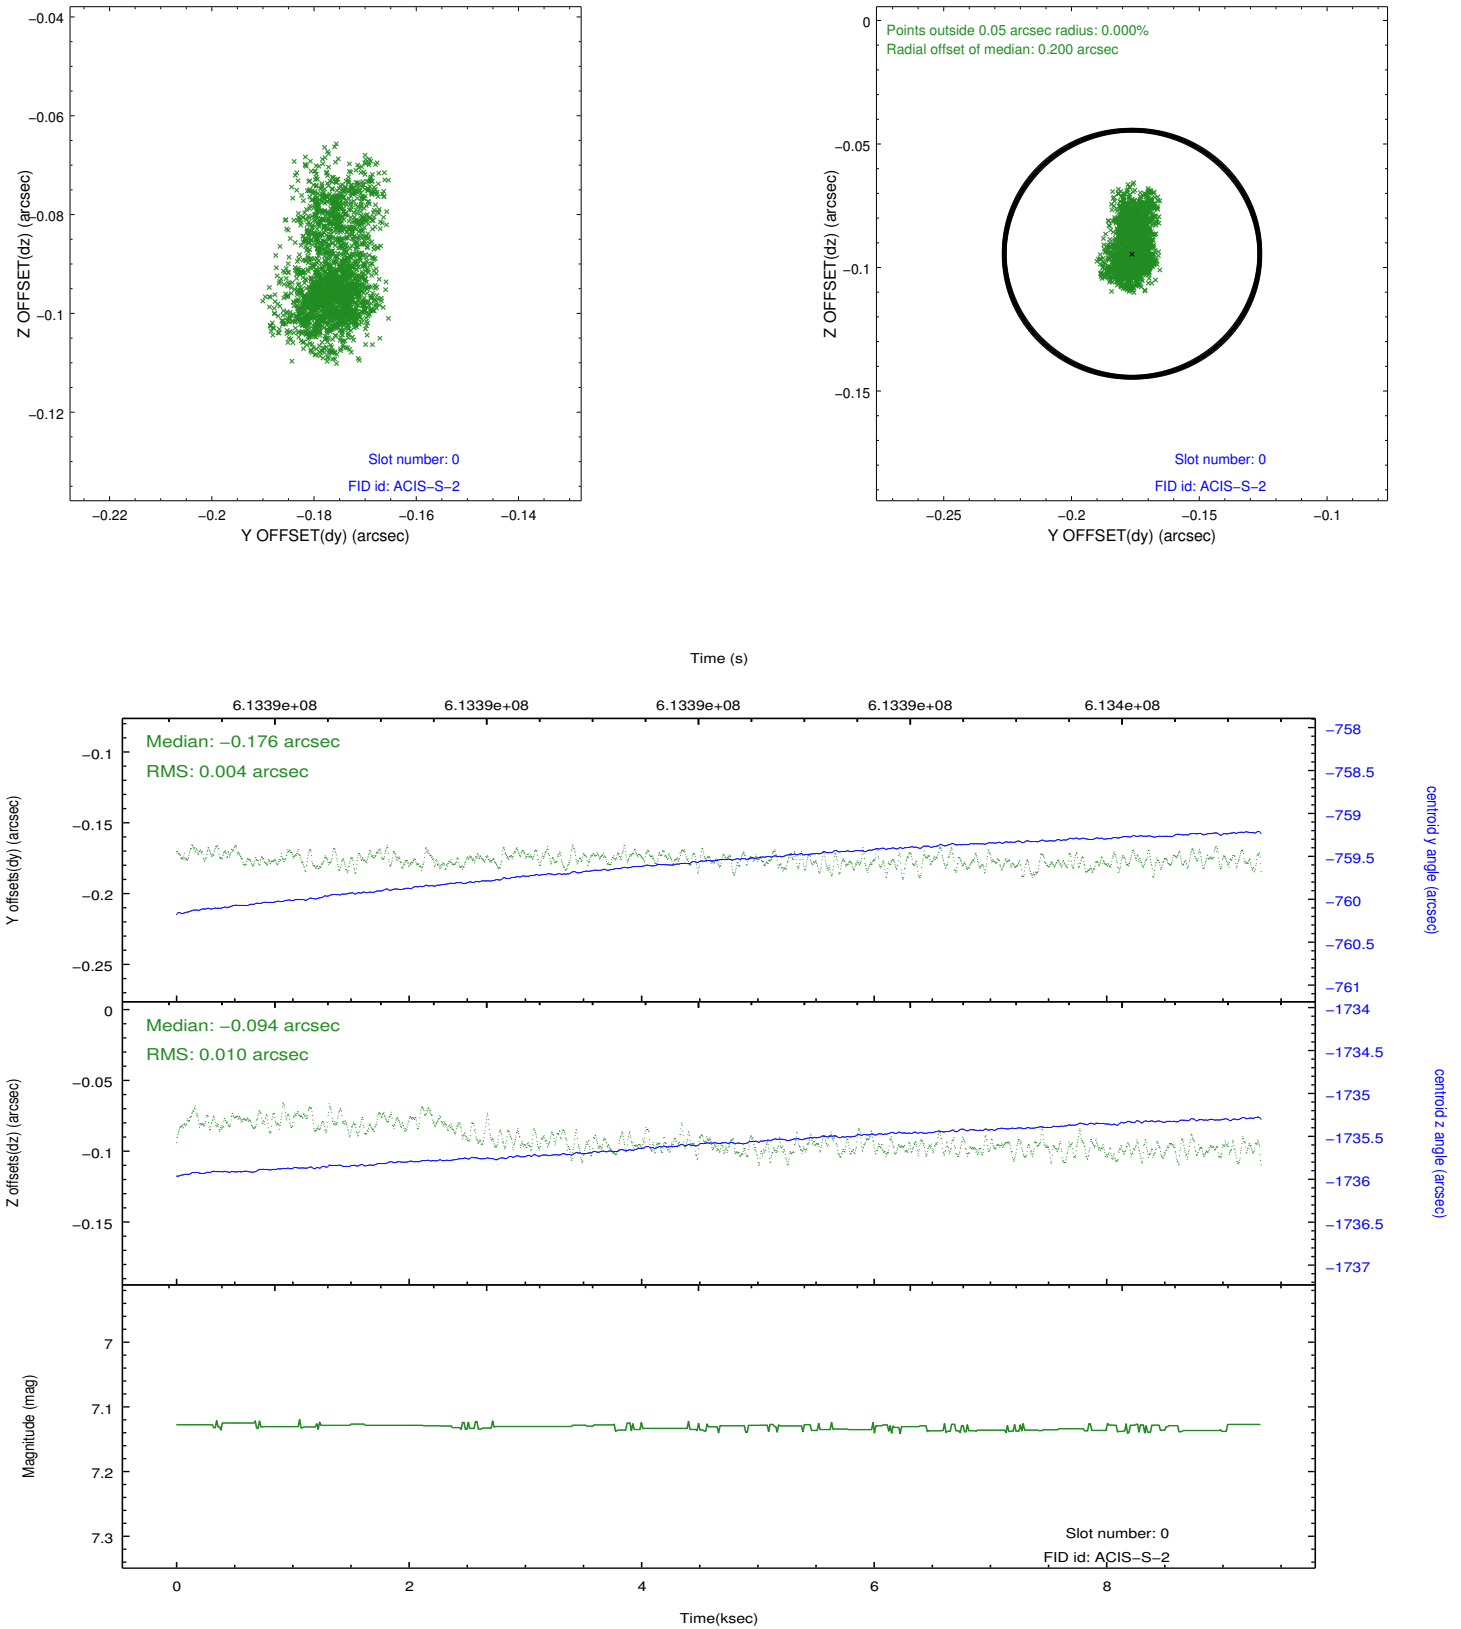 −0.04
−0.06
−0.08
−0.1
−0.12
Z OFFSET(dz) (arcsec)
Slot number: 0
FID id: ACIS−S−2
−0.22
−0.2
−0.18
−0.16
−0.14
Y OFFSET(dy) (arcsec)
Points outside 0.05 arcsec radius: 0.000%
Radial offset of median: 0.200 arcsec
0
−0.05
−0.1
−0.15
Z OFFSET(dz) (arcsec)
Slot number: 0
FID id: ACIS−S−2
−0.25
−0.2
−0.15
−0.1
Y OFFSET(dy) (arcsec)
Time (s)
6.1339e+08
6.1339e+08
6.1339e+08
6.1339e+08
6.134e+08
Median: −0.176 arcsec
RMS: 0.004 arcsec
−0.1
−0.15
−0.2
−0.25
Y offsets(dy) (arcsec)
−758
−758.5
−759
−759.5
−760
−760.5
−761
centroid y angle (arcsec)
Median: −0.094 arcsec
RMS: 0.010 arcsec
0
−0.05
−0.1
−0.15
Z offsets(dz) (arcsec)
−1734
−1734.5
−1735
−1735.5
−1736
−1736.5
−1737
centroid z angle (arcsec)
7
7.1
7.2
7.3
Magnitude (mag)
Slot number: 0
FID id: ACIS−S−2
0
2
4
6
8
Time(ksec)